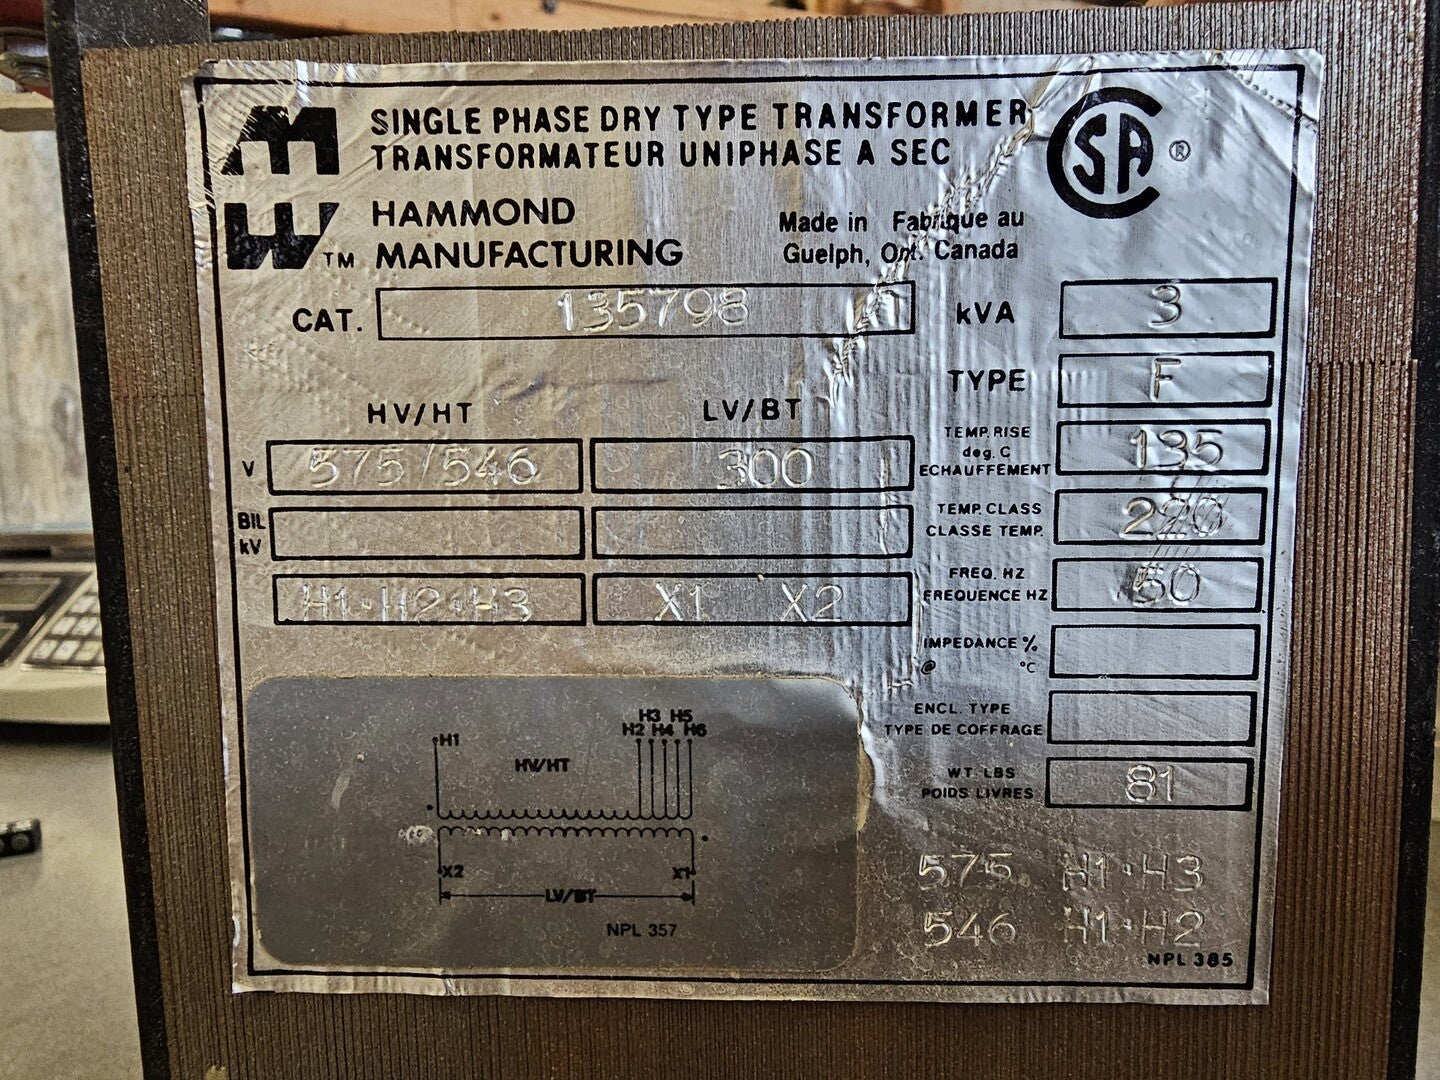 SINGLE PHASE DRY TYPE TRANSFORMER
TRANSFORMATEUR UNIPHASE A SEC
HAMMOND
MANUFACTURING
TM
Made in Fabrique au
Guelph, Ont. Canada
CSA ®
CAT. 135798
kVA 3
TYPE F
HV/HT LV/BT
V 575/546 300
TEMP. RISE
deg. C
ECHAUFFEMENT
135
BIL
kV
TEMP. CLASS
CLASSE TEMP.
220
H1·H2·H3 X1 X2
FREQ. HZ
FREQUENCE HZ
60
IMPEDANCE %
@ °C
ENCL. TYPE
TYPE DE COFFRAGE
WT LBS
POIDS LIVRES
81
H3 H5
H2 H4 H6
H1
HV/HT
X2 X1
LV/BT
NPL 357
575 H1·H3
546 H1·H2
NPL 385